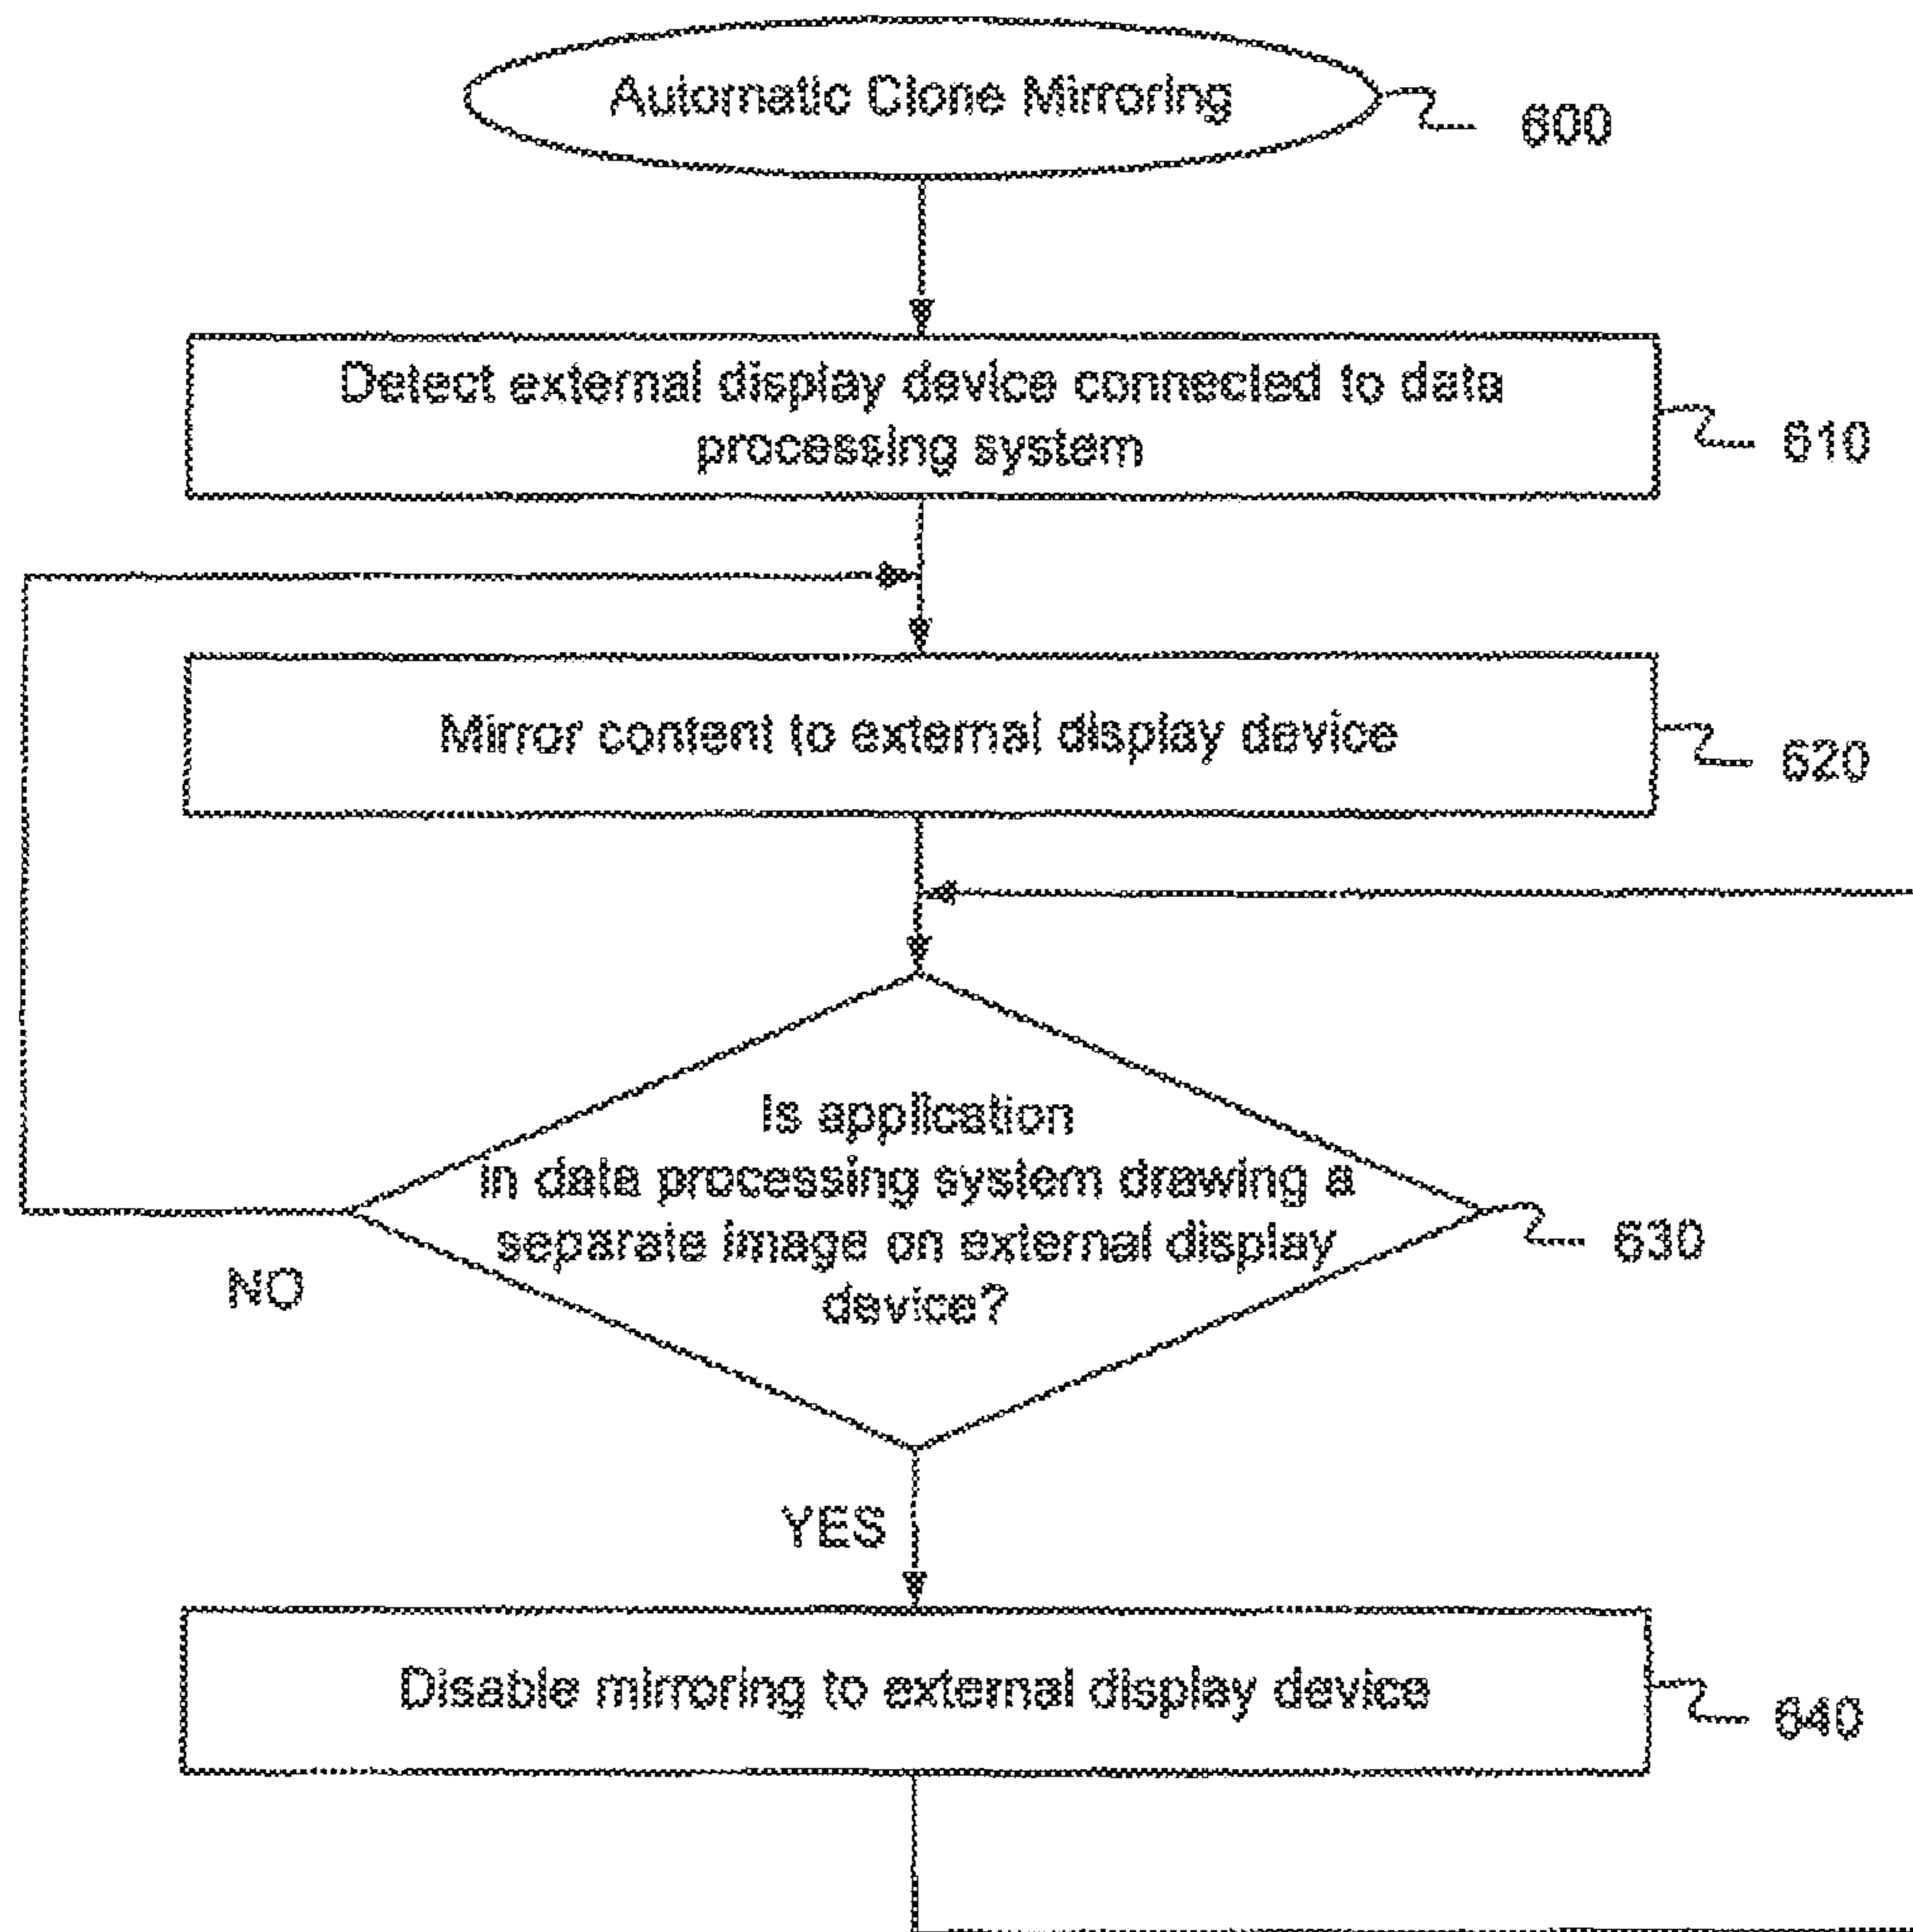 Automatic Clone Mirroring
600
Detect external display device connected to data
processing system
610
Mirror content to external display device
620
Is application
in data processing system drawing a
separate image on external display
device?
630
NO
YES
Disable mirroring to external display device
640